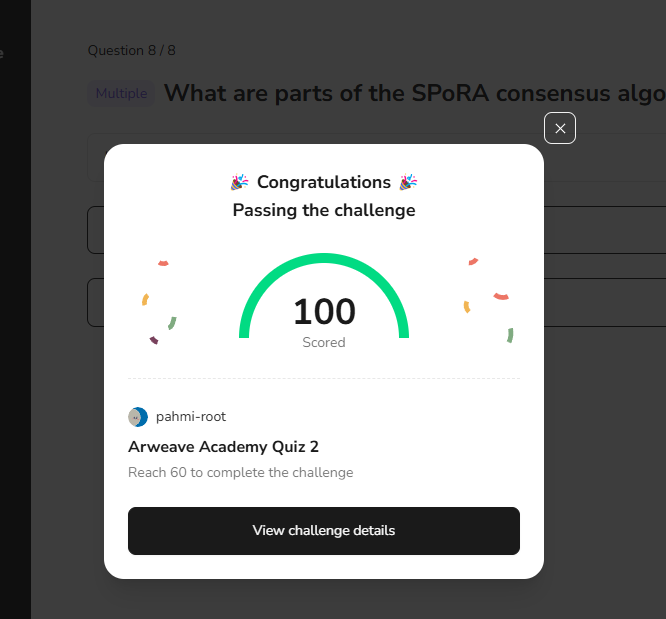 Question 8 / 8
Multiple What are parts of the SPoRA consensus algo
Congratulations
Passing the challenge
100
Scored
pahmi-root
Arweave Academy Quiz 2
Reach 60 to complete the challenge
View challenge details